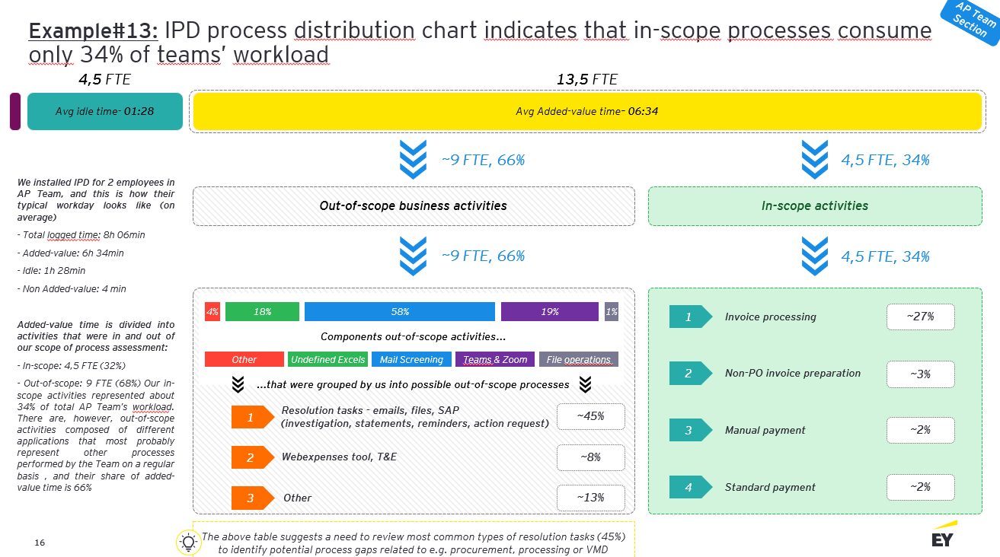 Example#13: IPD process distribution chart indicates that in-scope processes consume
only 34% of teams’ workload
AP Team
Section
4,5 FTE
13,5 FTE
Avg idle time- 01:28
Avg Added-value time– 06:34
~9 FTE, 66%
4,5 FTE, 34%
We installed IPD for 2 employees in
AP Team, and this is how their
typical workday looks like (on
average)
- Total logged time: 8h 06min
- Added-value: 6h 34min
- Idle: 1h 28min
- Non Added-value: 4 min
Added-value time is divided into
activities that were in and out of
our scope of process assessment:
- In-scope: 4,5 FTE (32%)
- Out-of-scope: 9 FTE (68%) Our in-
scope activities represented about
34% of total AP Team's workload.
There are, however, out-of-scope
activities composed of different
applications that most probably
represent other processes
performed by the Team on a regular
basis , and their share of added-
value time is 66%
Out-of-scope business activities
In-scope activities
~9 FTE, 66%
4,5 FTE, 34%
4%
18%
58%
19%
1%
Components out-of-scope activities...
Other
Undefined Excels
Mail Screening
Teams & Zoom
File operations
...that were grouped by us into possible out-of-scope processes
1
Resolution tasks - emails, files, SAP
(investigation, statements, reminders, action request)
~45%
2
Webexpenses tool, T&E
~8%
3
Other
~13%
1
Invoice processing
~27%
2
Non-PO invoice preparation
~3%
3
Manual payment
~2%
4
Standard payment
~2%
The above table suggests a need to review most common types of resolution tasks (45%)
to identify potential process gaps related to e.g. procurement, processing or VMD
16
EY